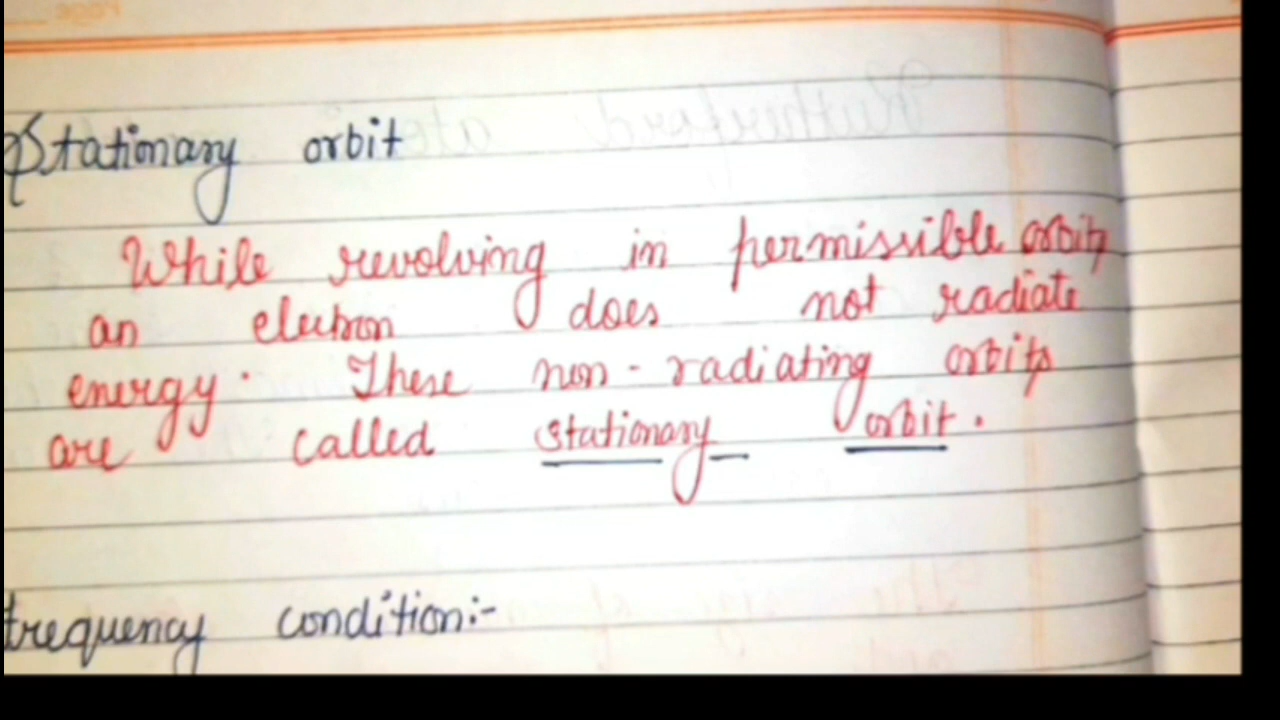 Stationary orbit
While revolving in permissible orbit,
an electron does not radiate
energy. These non-radiating orbits
are called stationary orbit.
frequency condition:-